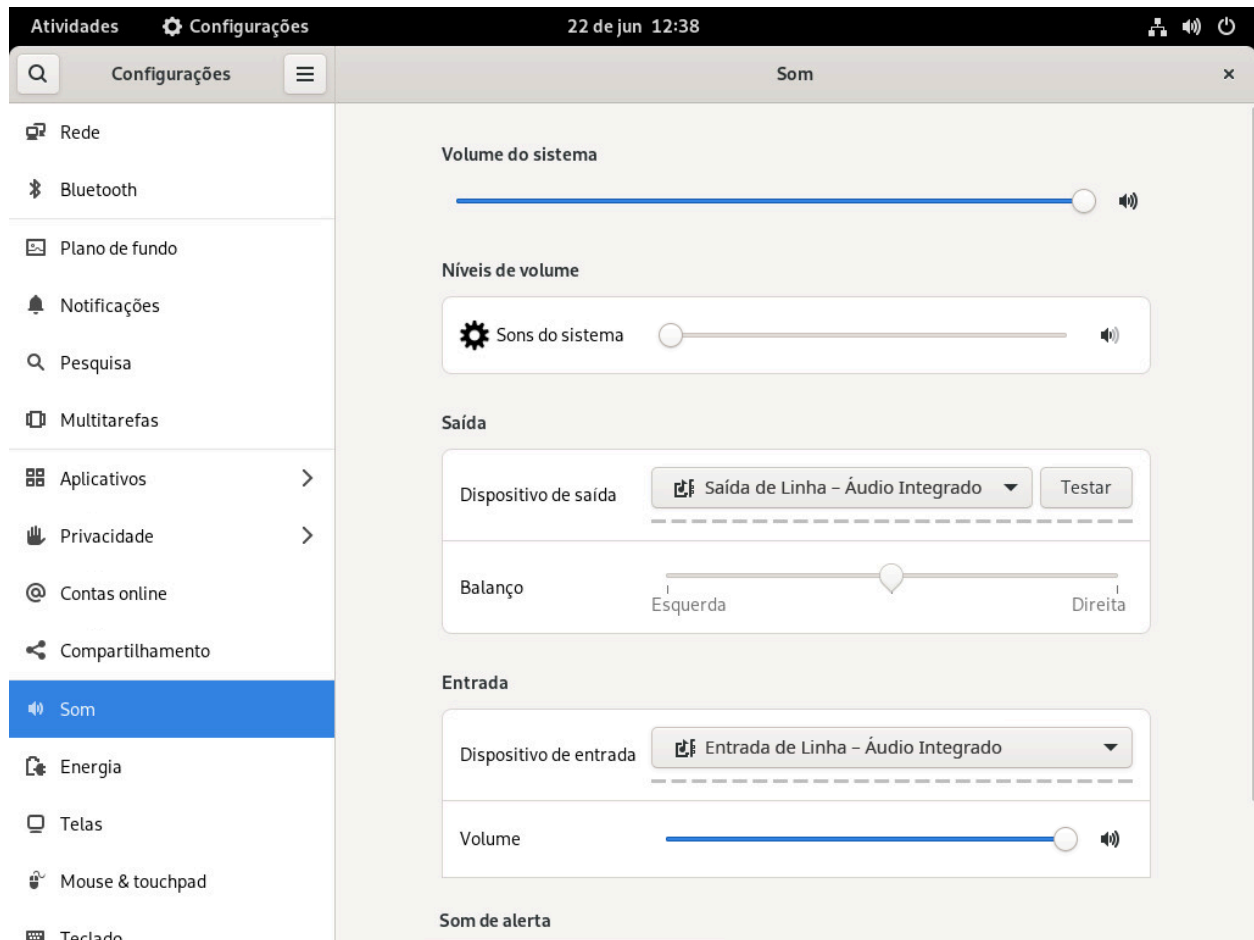 Atividades Configurações 22 de jun 12:38
Configurações Som
Rede
Bluetooth
Plano de fundo
Notificações
Pesquisa
Multitarefas
Aplicativos
Privacidade
Contas online
Compartilhamento
Som
Energia
Telas
Mouse & touchpad
Teclado
Volume do sistema
Níveis de volume
Sons do sistema
Saída
Dispositivo de saída Saída de Linha – Áudio Integrado Testar
Balanço
Esquerda Direita
Entrada
Dispositivo de entrada Entrada de Linha – Áudio Integrado
Volume
Som de alerta